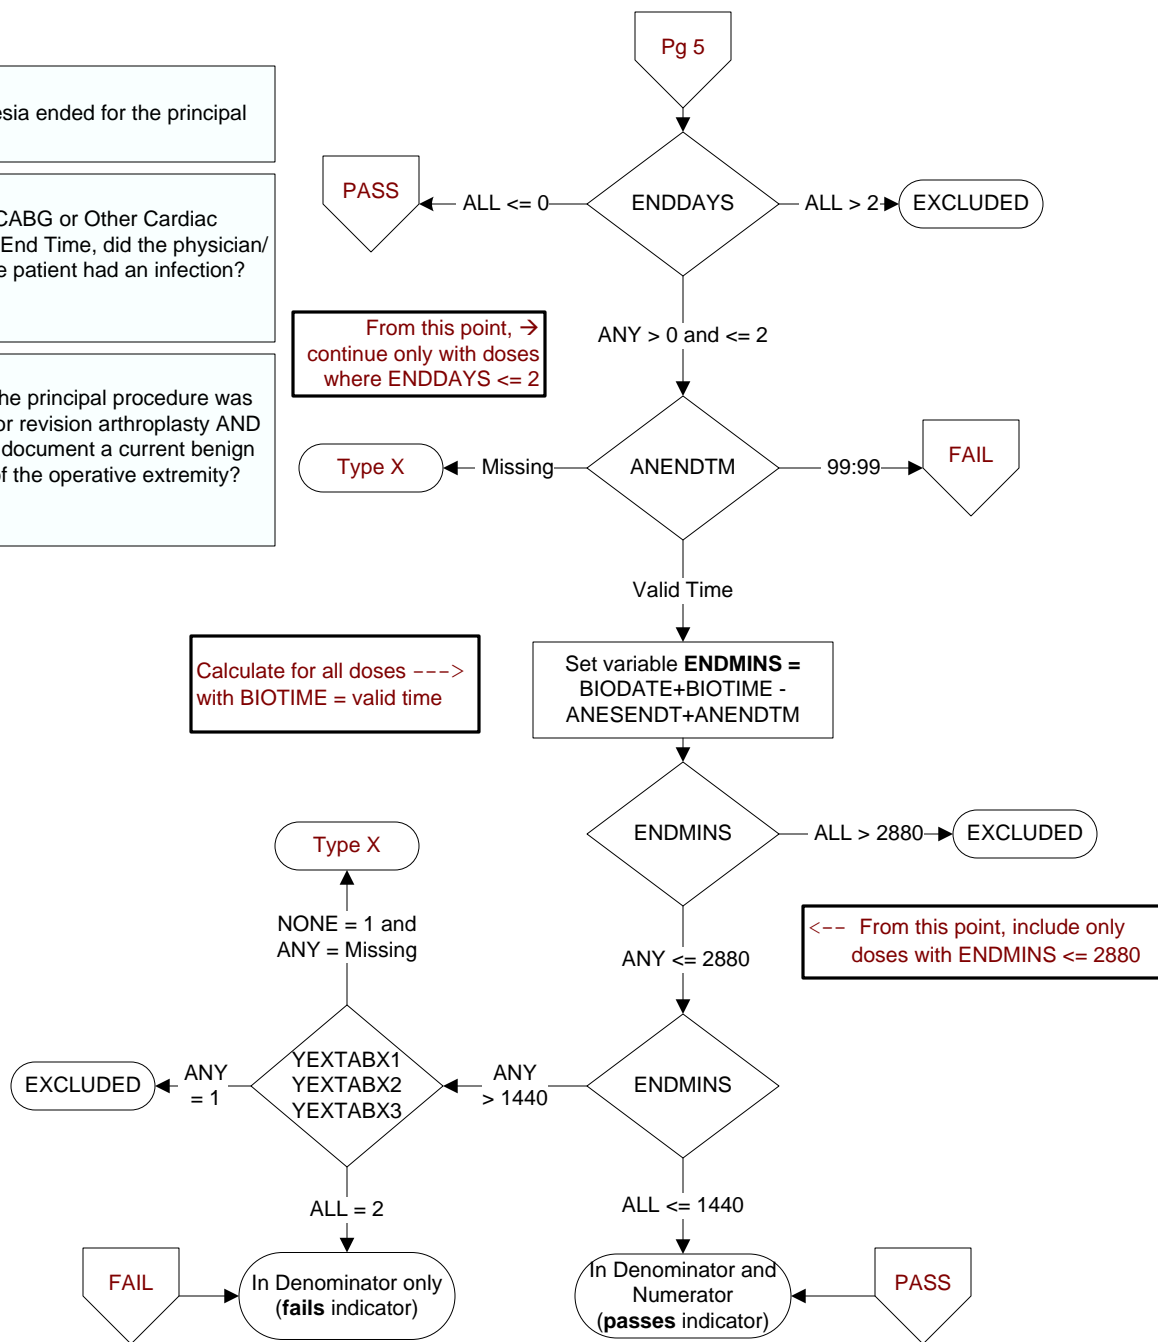 Pg 5
esia ended for the principal
CABG or Other Cardiac
End Time, did the physician/
e patient had an infection?
he principal procedure was
or revision arthroplasty AND
document a current benign
of the operative extremity?
PASS
ALL <= 0
ENDDAYS
ALL > 2
EXCLUDED
From this point, →
continue only with doses
where ENDDAYS <= 2
ANY > 0 and <= 2
Type X
Missing
ANENDTM
99:99
FAIL
Valid Time
Calculate for all doses --->
with BIOTIME = valid time
Set variable ENDMINS =
BIODATE+BIOTIME -
ANESENDT+ANENDTM
ENDMINS
ALL > 2880
EXCLUDED
Type X
NONE = 1 and
ANY = Missing
ANY <= 2880
<-- From this point, include only
doses with ENDMINS <= 2880
EXCLUDED
ANY
= 1
YEXTABX1
YEXTABX2
YEXTABX3
ANY
> 1440
ENDMINS
ALL = 2
ALL <= 1440
FAIL
In Denominator only
(fails indicator)
In Denominator and
Numerator
(passes indicator)
PASS